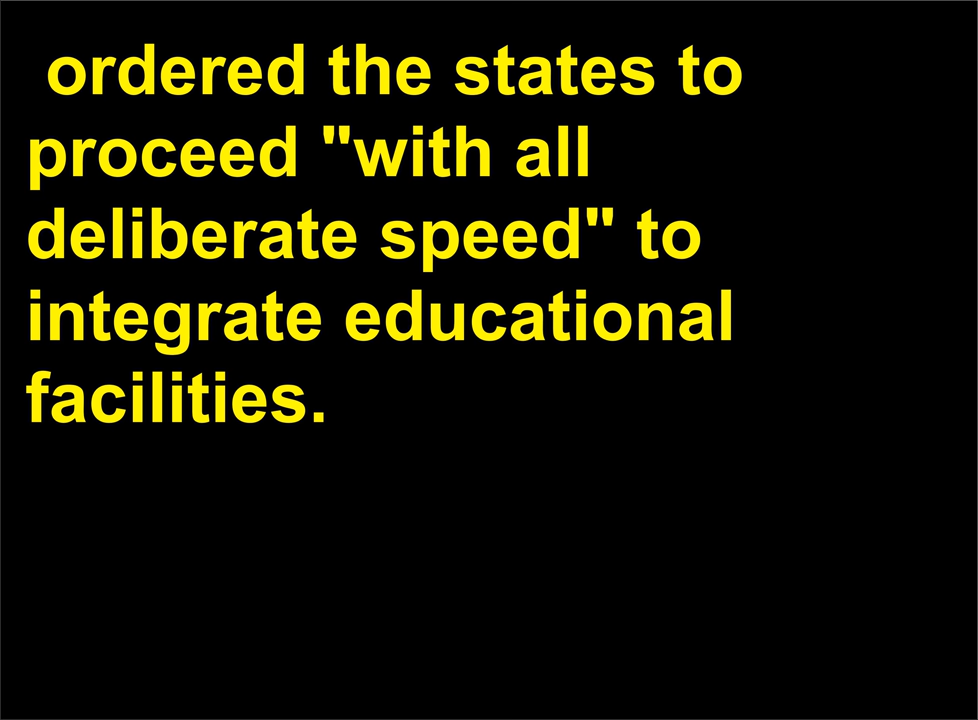 ordered the states to
proceed "with all
deliberate speed" to
integrate educational
facilities.